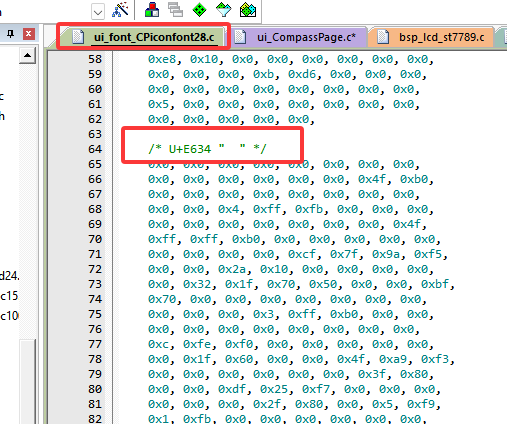 ui_font_CPiconfont28.c
ui_CompassPage.c*
bsp_lcd_st7789.c
58 0xe8, 0x10, 0x0, 0x0, 0x0, 0x0, 0x0, 0x0,
59 0x0, 0x0, 0x0, 0xb, 0xd6, 0x0, 0x0, 0x0,
60 0x0, 0x0, 0x0, 0x0, 0x0, 0x0, 0x0, 0x0,
61 0x5, 0x0, 0x0, 0x0, 0x0, 0x0, 0x0, 0x0,
62 0x0, 0x0, 0x0, 0x0, 0x0,
63
64 /* U+E634 "  " */
65 0x0, 0x0, 0x0, 0x0, 0x0, 0x0, 0x0, 0x0,
66 0x0, 0x0, 0x0, 0x0, 0x0, 0x0, 0x4f, 0xb0,
67 0x0, 0x0, 0x0, 0x0, 0x0, 0x0, 0x0, 0x0,
68 0x0, 0x0, 0x4, 0xff, 0xfb, 0x0, 0x0, 0x0,
69 0x0, 0x0, 0x0, 0x0, 0x0, 0x0, 0x0, 0x4f,
70 0xff, 0xff, 0xb0, 0x0, 0x0, 0x0, 0x0, 0x0,
71 0x0, 0x0, 0x0, 0x0, 0xcf, 0x7f, 0x9a, 0xf5,
72 0x0, 0x0, 0x2a, 0x10, 0x0, 0x0, 0x0, 0x0,
73 0x0, 0x32, 0x1f, 0x70, 0x50, 0x0, 0x0, 0xbf,
74 0x70, 0x0, 0x0, 0x0, 0x0, 0x0, 0x0, 0x0,
75 0x0, 0x0, 0x0, 0x3, 0xff, 0xb0, 0x0, 0x0,
76 0x0, 0x0, 0x0, 0x0, 0x0, 0x0, 0x0, 0x0,
77 0xc, 0xfe, 0xf0, 0x0, 0x0, 0x0, 0x0, 0x0,
78 0x0, 0x1f, 0x60, 0x0, 0x0, 0x4f, 0xa9, 0xf3,
79 0x0, 0x0, 0x0, 0x0, 0x0, 0x0, 0x3f, 0x80,
80 0x0, 0x0, 0xdf, 0x25, 0xf7, 0x0, 0x0, 0x0,
81 0x0, 0x0, 0x0, 0x2f, 0x80, 0x0, 0x5, 0xf9,
82 0x1, 0xfb, 0x0, 0x0, 0x0, 0x0, 0x0, 0x0,
c
h
d24.
c15
c10